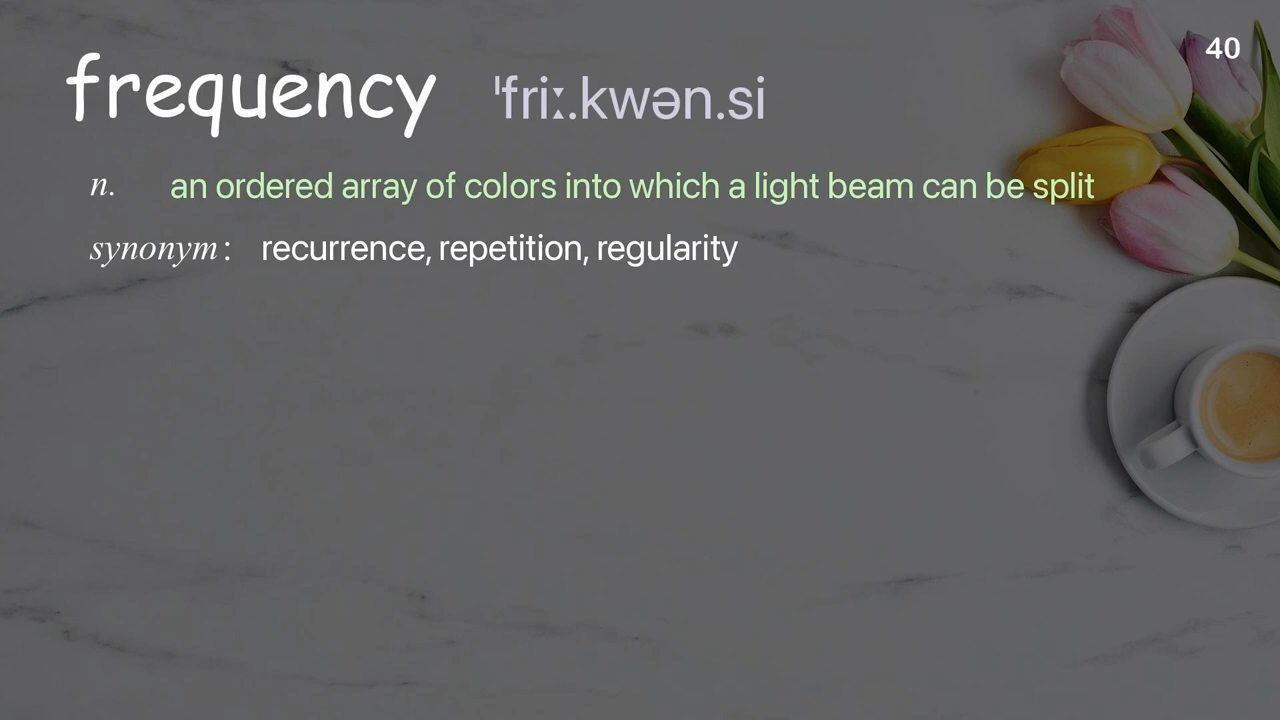 40
frequency ˈfriː.kwən.si
n. an ordered array of colors into which a light beam can be split
synonym: recurrence, repetition, regularity